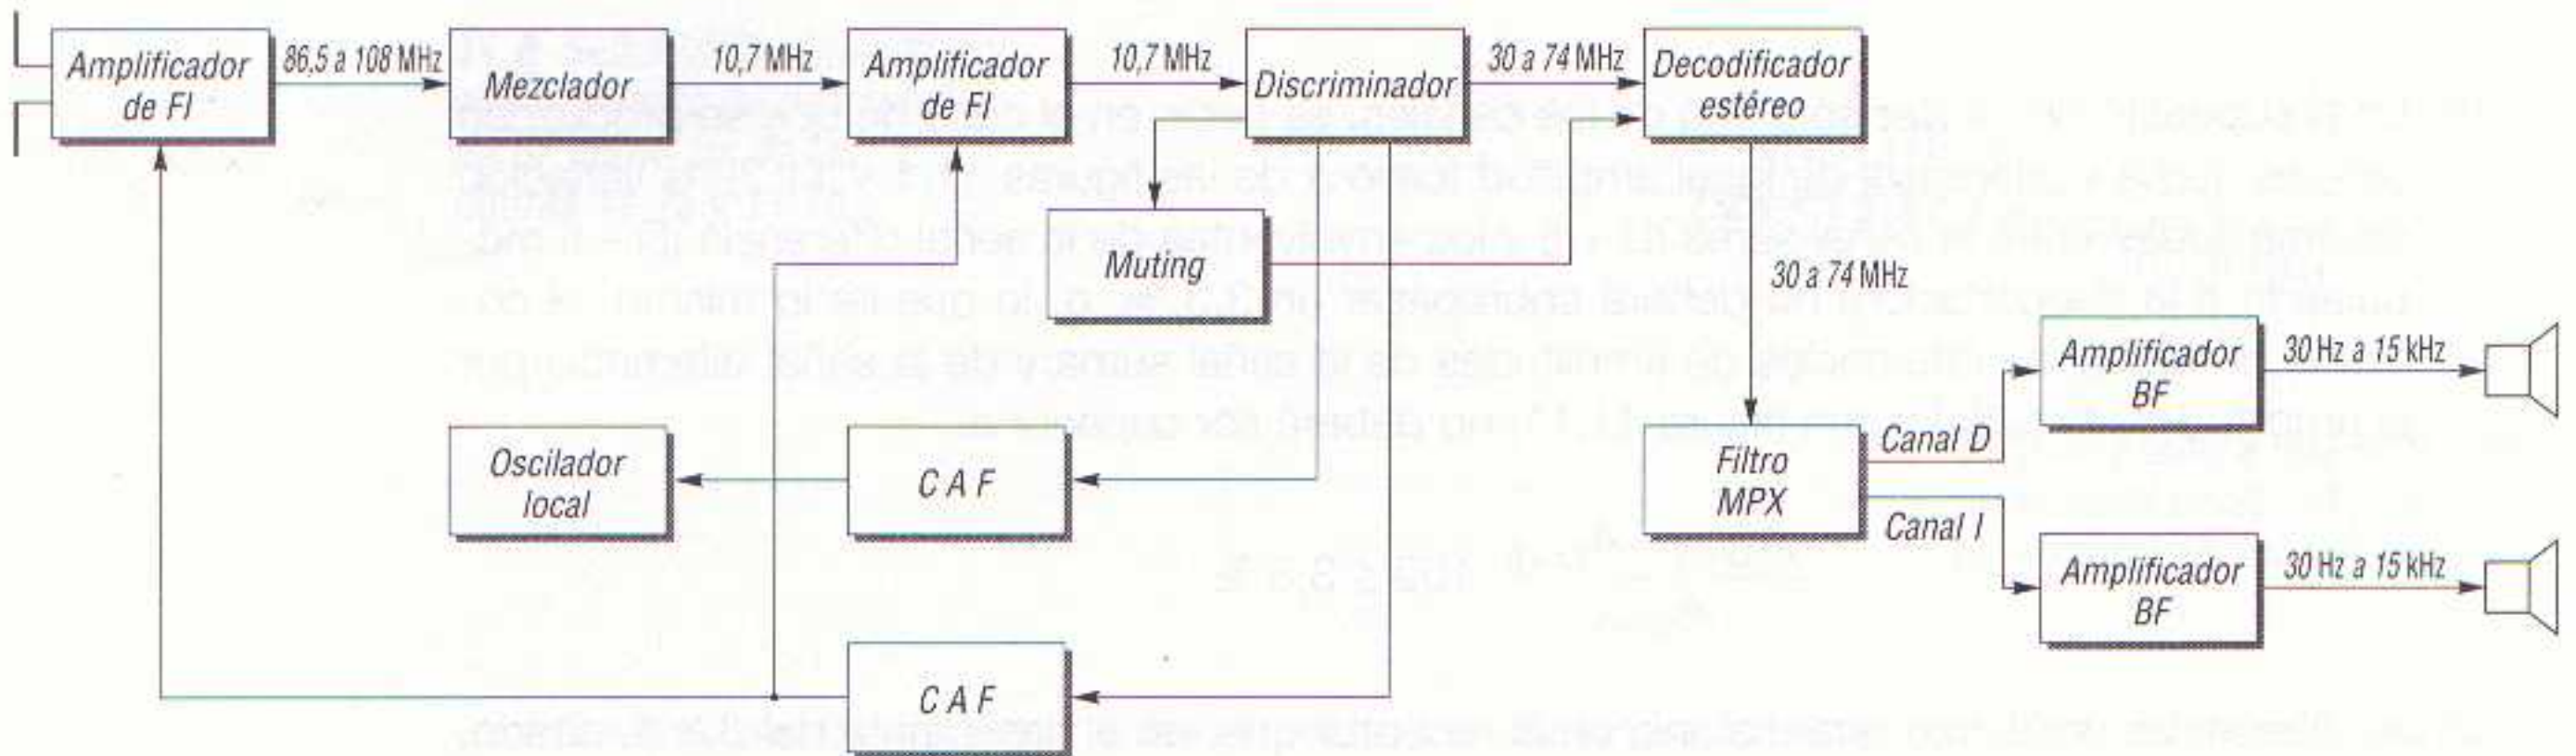 Amplificador
de FI
86,5 a 108 MHz
Mezclador
10,7 MHz
Amplificador
de FI
10,7 MHz
Discriminador
30 a 74 MHz
Decodificador
estéreo
Muting
30 a 74 MHz
Oscilador
local
C A F
Filtro
MPX
Canal D
Canal I
Amplificador
BF
30 Hz a 15 kHz
Amplificador
BF
30 Hz a 15 kHz
C A F